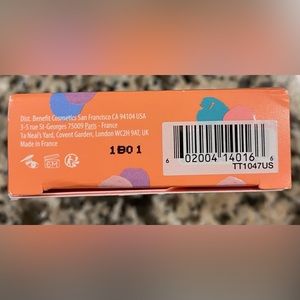 Dist. Benefit Cosmetics San Francisco CA 94104 USA
3-5 rue St-Georges 75009 Paris - France
1a Neal's Yard, Covent Garden, London WC2H 9AT, UK
Made in France
1B01
6 02004 14016 6
TT1047US